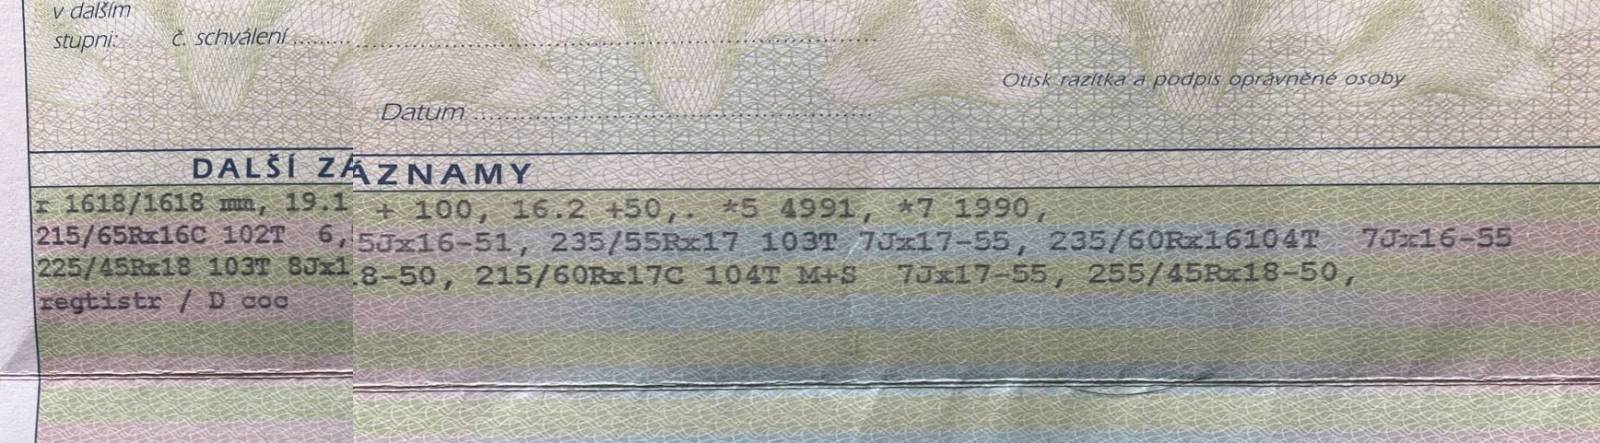 v dalším
stupni: č. schválení
Otisk razítka a podpis oprávněné osoby
Datum
DALŠÍ ZÁZNAMY
r 1618/1618 mm, 19.1 + 100, 16.2 +50,. *5 4991, *7 1990,
215/65Rx16C 102T 6,5Jx16-51, 235/55Rx17 103T 7Jx17-55, 235/60Rx16104T 7Jx16-55
225/45Rx18 103T 8Jx18-50, 215/60Rx17C 104T M+S 7Jx17-55, 255/45Rx18-50,
regtistr / D coc